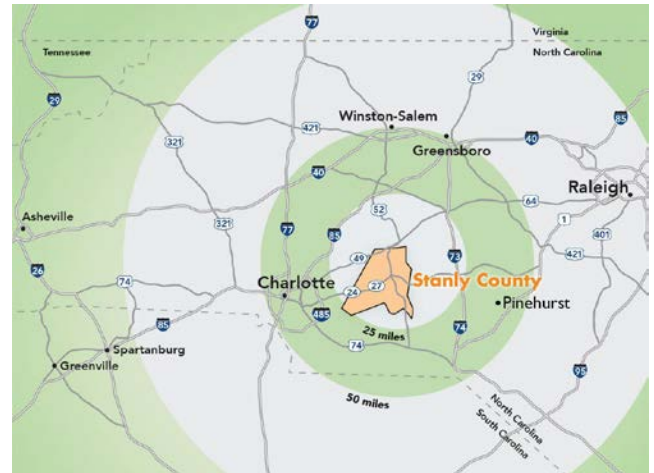 77
Virginia
Tennessee
North Carolina
29
29
85
Winston-Salem
421
Greensboro
40
321
40
Raleigh
52
64
321
77
1
Asheville
85
401
421
49
73
26
74
Charlotte
24
27
Stanly County
Pinehurst
485
25 miles
74
85
74
Spartanburg
95
Greenville
50 miles
North Carolina
South Carolina